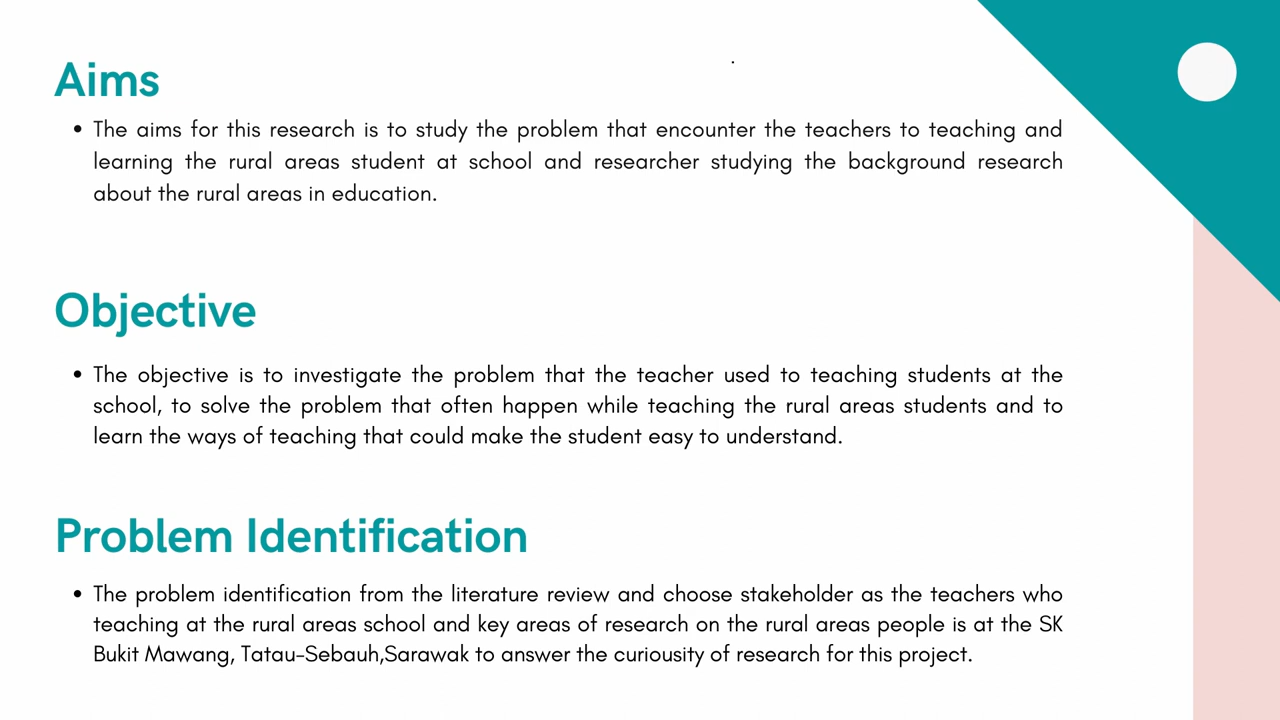 Aims
• The aims for this research is to study the problem that encounter the teachers to teaching and
learning the rural areas student at school and researcher studying the background research
about the rural areas in education.
Objective
• The objective is to investigate the problem that the teacher used to teaching students at the
school, to solve the problem that often happen while teaching the rural areas students and to
learn the ways of teaching that could make the student easy to understand.
Problem Identification
• The problem identification from the literature review and choose stakeholder as the teachers who
teaching at the rural areas school and key areas of research on the rural areas people is at the SK
Bukit Mawang, Tatau-Sebauh,Sarawak to answer the curiousity of research for this project.